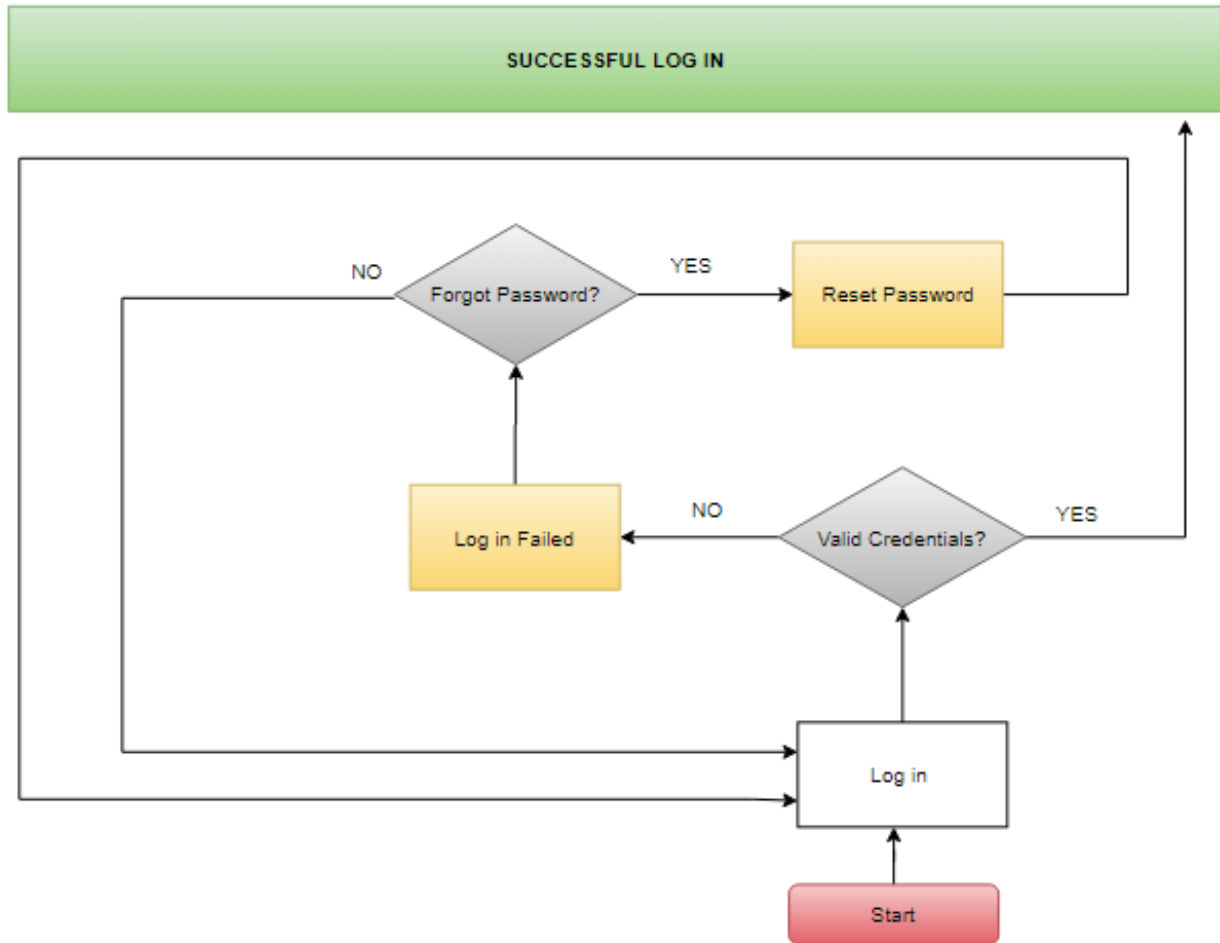 SUCCESSFUL LOG IN
NO
Forgot Password?
YES
Reset Password
Log in Failed
NO
Valid Credentials?
YES
Log in
Start